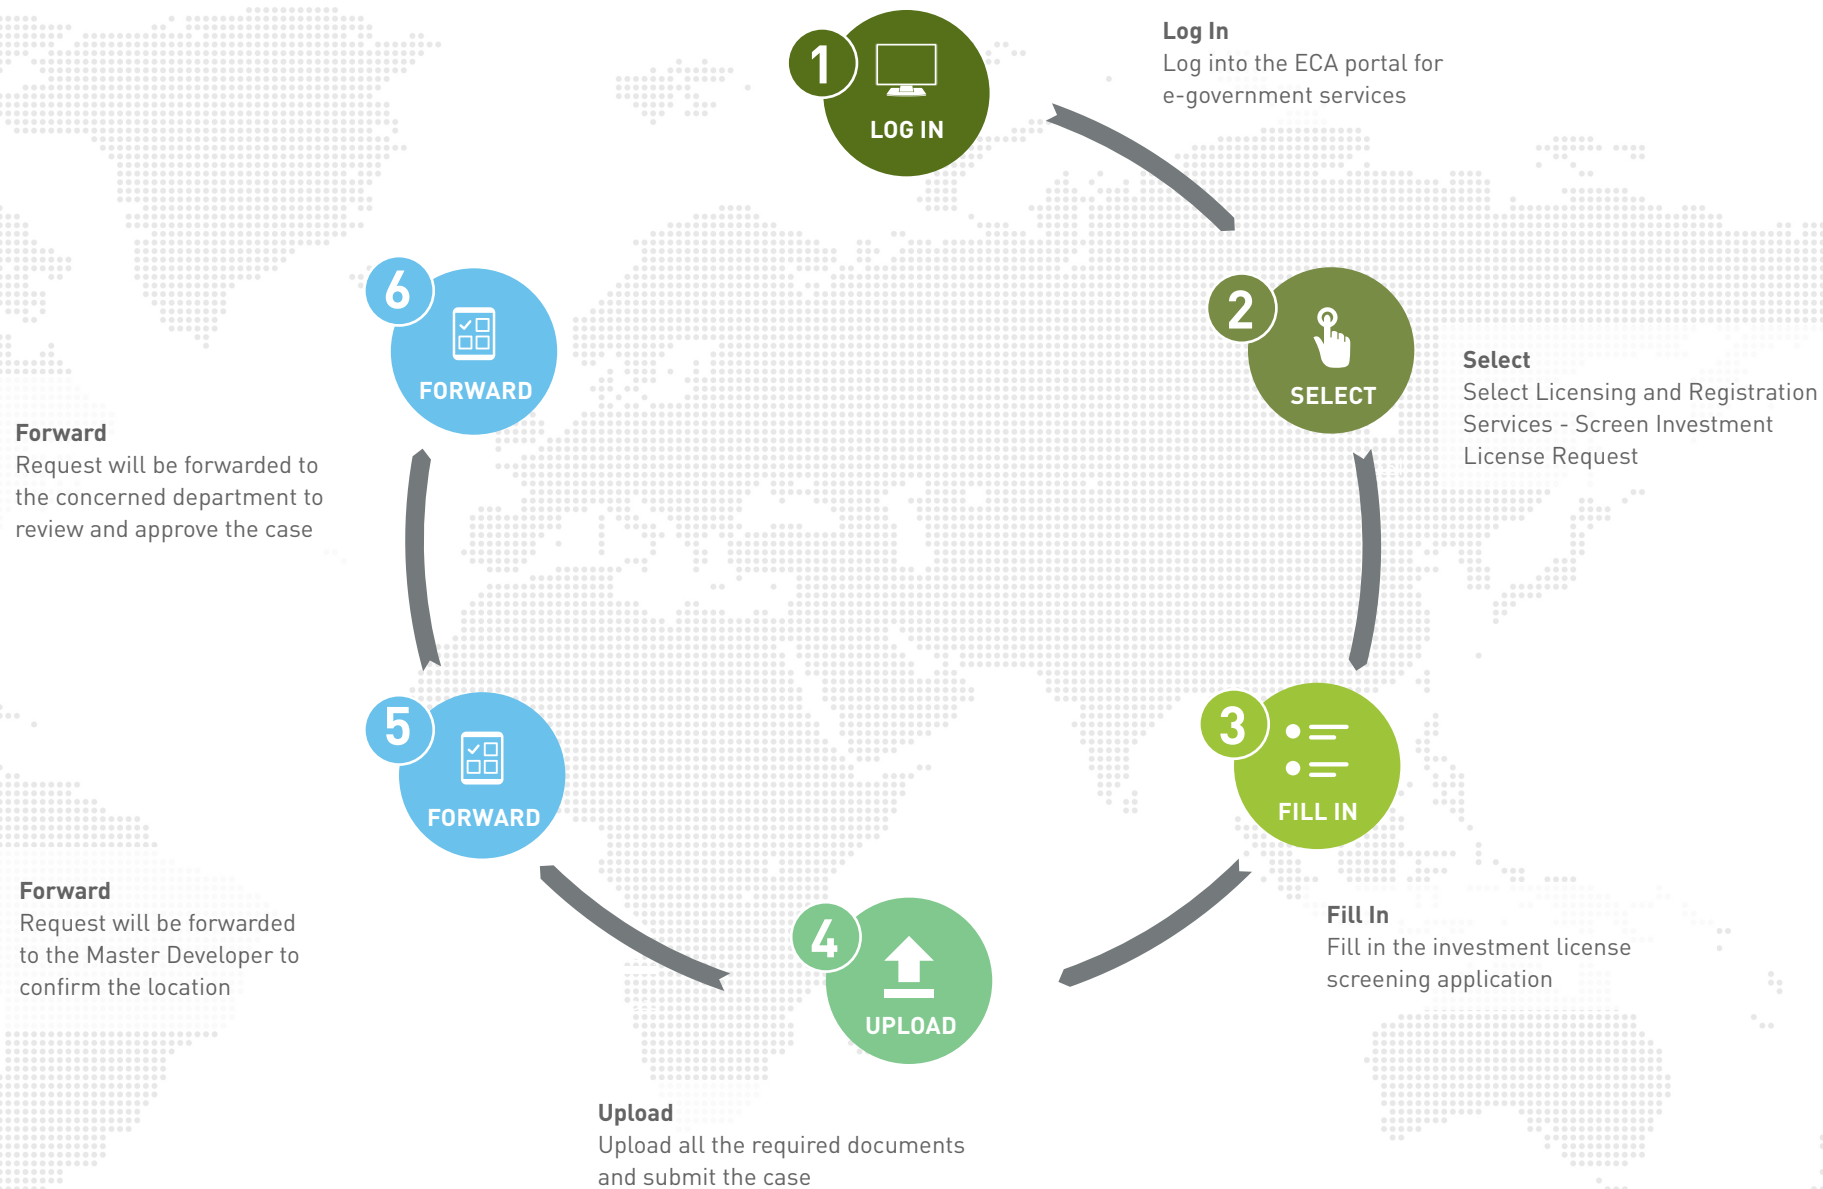 1
LOG IN
Log In
Log into the ECA portal for
e-government services
2
SELECT
Select
Select Licensing and Registration
Services - Screen Investment
License Request
3
FILL IN
Fill In
Fill in the investment license
screening application
4
UPLOAD
Upload
Upload all the required documents
and submit the case
5
FORWARD
Forward
Request will be forwarded
to the Master Developer to
confirm the location
6
FORWARD
Forward
Request will be forwarded to
the concerned department to
review and approve the case